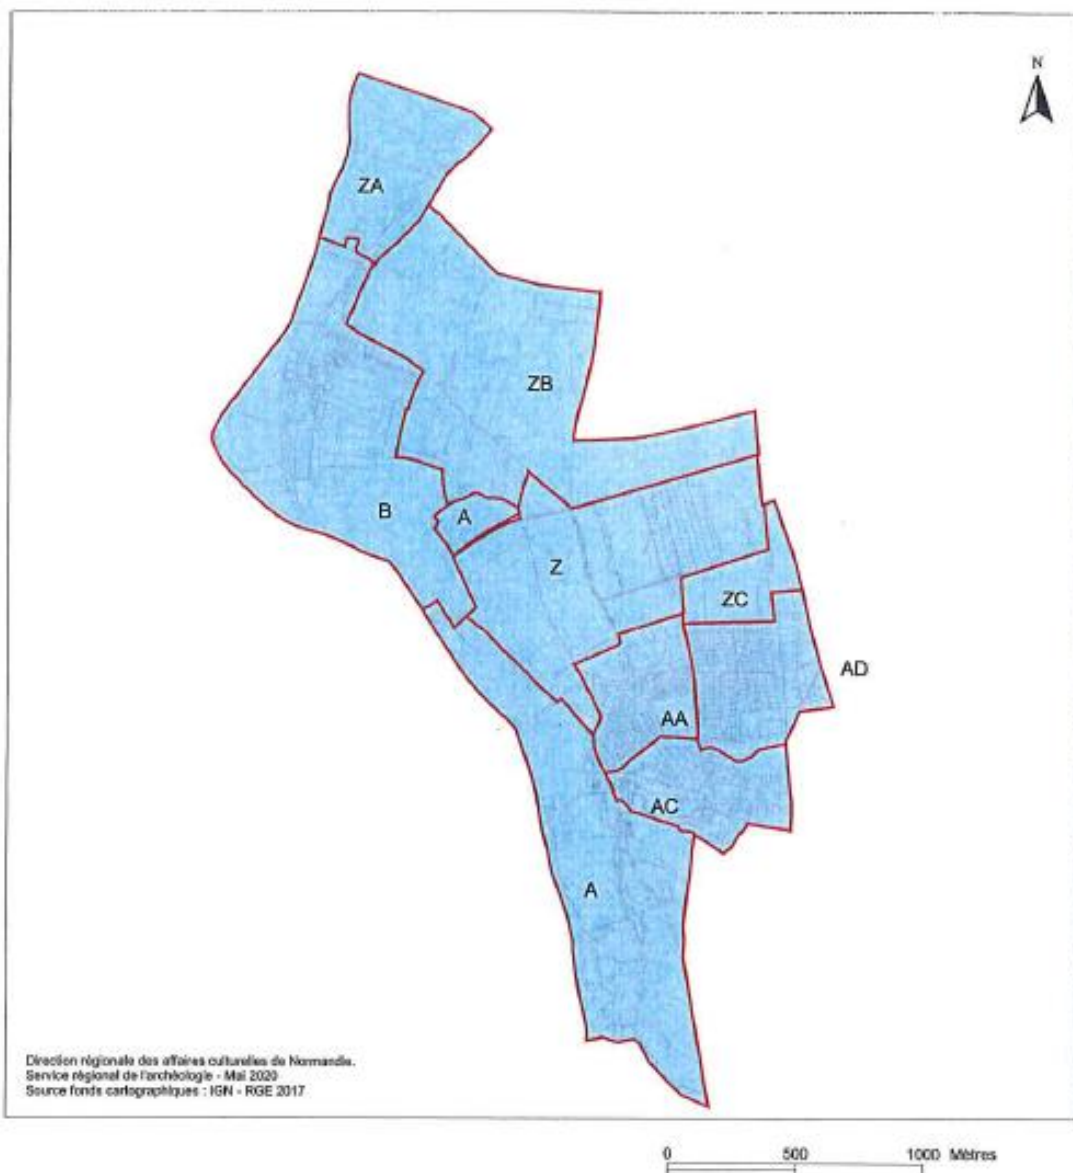 N
ZA
ZB
B
A
Z
ZC
AD
AA
AC
A
Direction régionale des affaires culturelles de Normandie.
Service régional de l'archéologie - Mai 2020
Source fonds cartographiques : IGN - RGE 2017
0 500 1000 Mètres